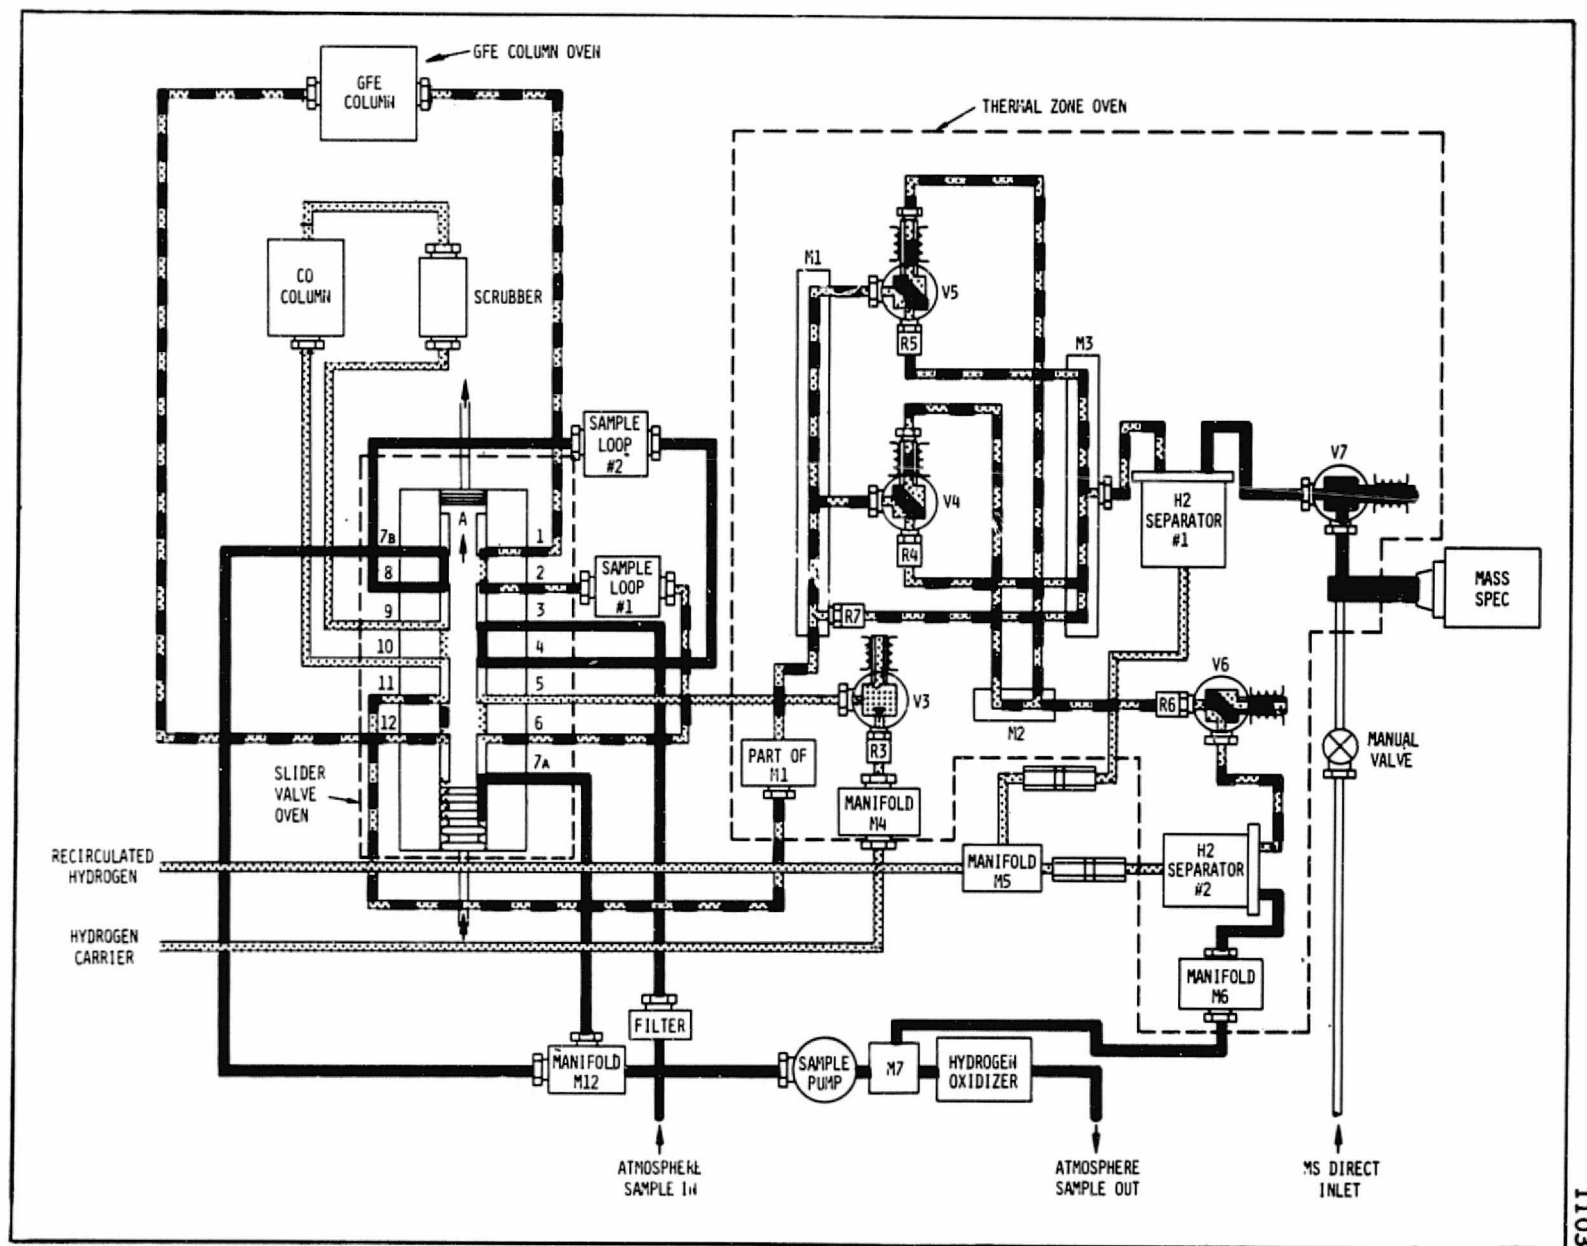 GFE COLUMN OVEN
GFE
COLUMN
THERMAL ZONE OVEN
CO
COLUMN
SCRUBBER
M1
V5
R5
M3
SAMPLE
LOOP
#2
V4
R4
V7
H2
SEPARATOR
#1
MASS
SPEC
A
7B
1
8
2
SAMPLE
LOOP
#1
9
3
10
4
11
5
12
6
7A
R7
V3
R3
M2
V6
R6
PART OF
M1
MANUAL
VALVE
SLIDER
VALVE
OVEN
MANIFOLD
M4
RECIRCULATED
HYDROGEN
MANIFOLD
M5
H2
SEPARATOR
#2
HYDROGEN
CARRIER
MANIFOLD
M6
FILTER
MANIFOLD
M12
SAMPLE
PUMP
M7
HYDROGEN
OXIDIZER
ATMOSPHERE
SAMPLE IN
ATMOSPHERE
SAMPLE OUT
MS DIRECT
INLET